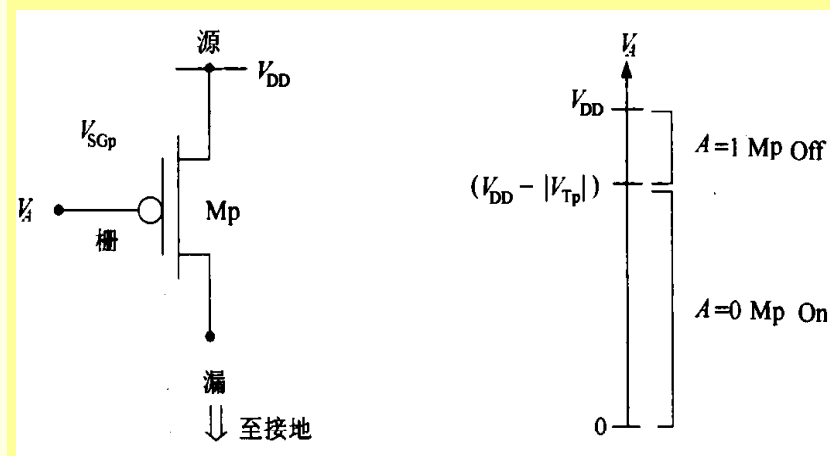 源
V_DD
V_SGp
V_A
Mp
栅
漏
至接地
V_A
V_DD
A=1 Mp Off
(V_DD - |V_Tp|)
A=0 Mp On
0